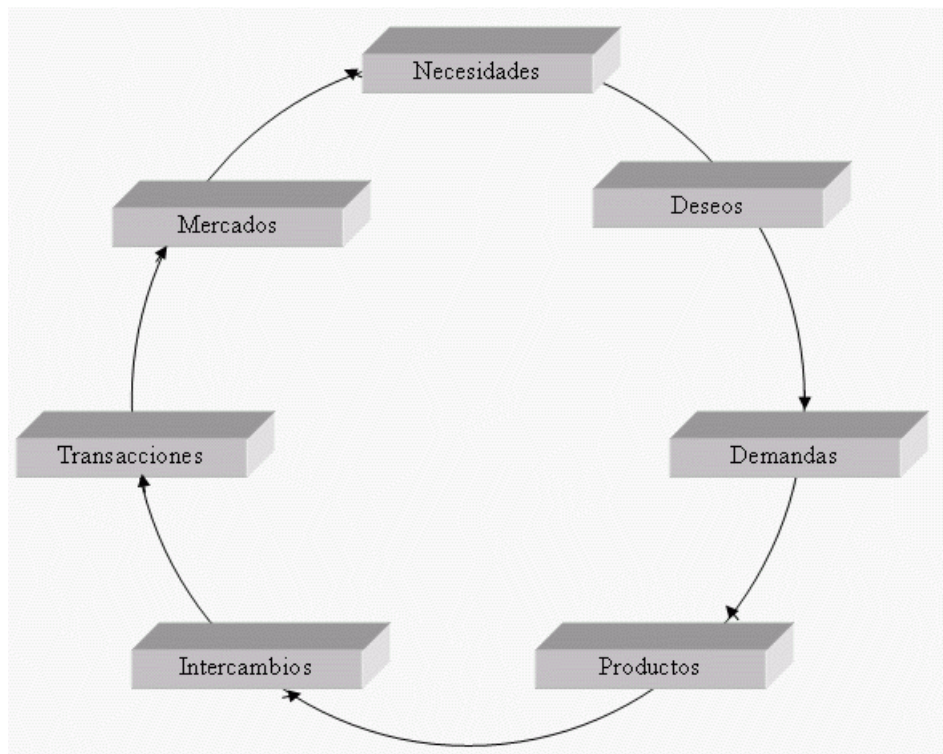 Necesidades
Deseos
Demandas
Productos
Intercambios
Transacciones
Mercados